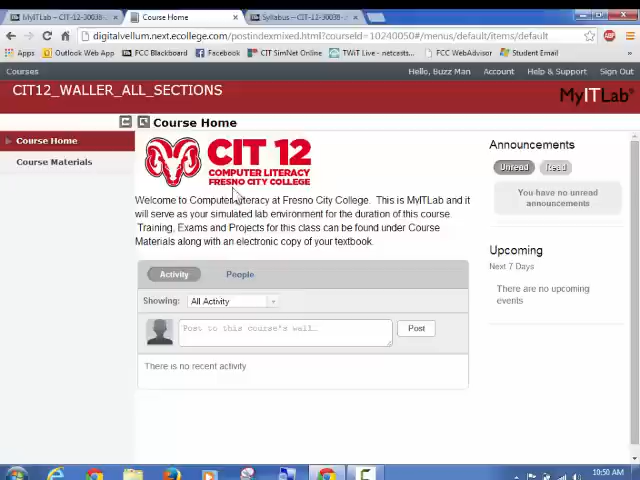 MyITLab - CIT-12-30038-
Course Home
Syllabus – CIT-12-30038-
digitalvellum.next.ecollege.com/postindexmixed.html?courseId=10240050#/menus/default/items/default
Apps Outlook Web App FCC Blackboard Facebook CIT SimNet Online TWiT Live - netcasts... FCC WebAdvisor Student Email
Courses
Hello, Buzz Man Account Help & Support Sign Out
CIT12_WALLER_ALL_SECTIONS
MyITLab®
Course Home
Course Materials
Course Home
CIT 12
COMPUTER LITERACY
FRESNO CITY COLLEGE
Welcome to Computer Literacy at Fresno City College. This is MyITLab and it
will serve as your simulated lab environment for the duration of this course.
Training, Exams and Projects for this class can be found under Course
Materials along with an electronic copy of your textbook.
Activity People
Showing: All Activity
Post to this course's wall...
Post
There is no recent activity
Announcements
Unread Read
You have no unread
announcements
Upcoming
Next 7 Days
There are no upcoming
events
10:50 AM